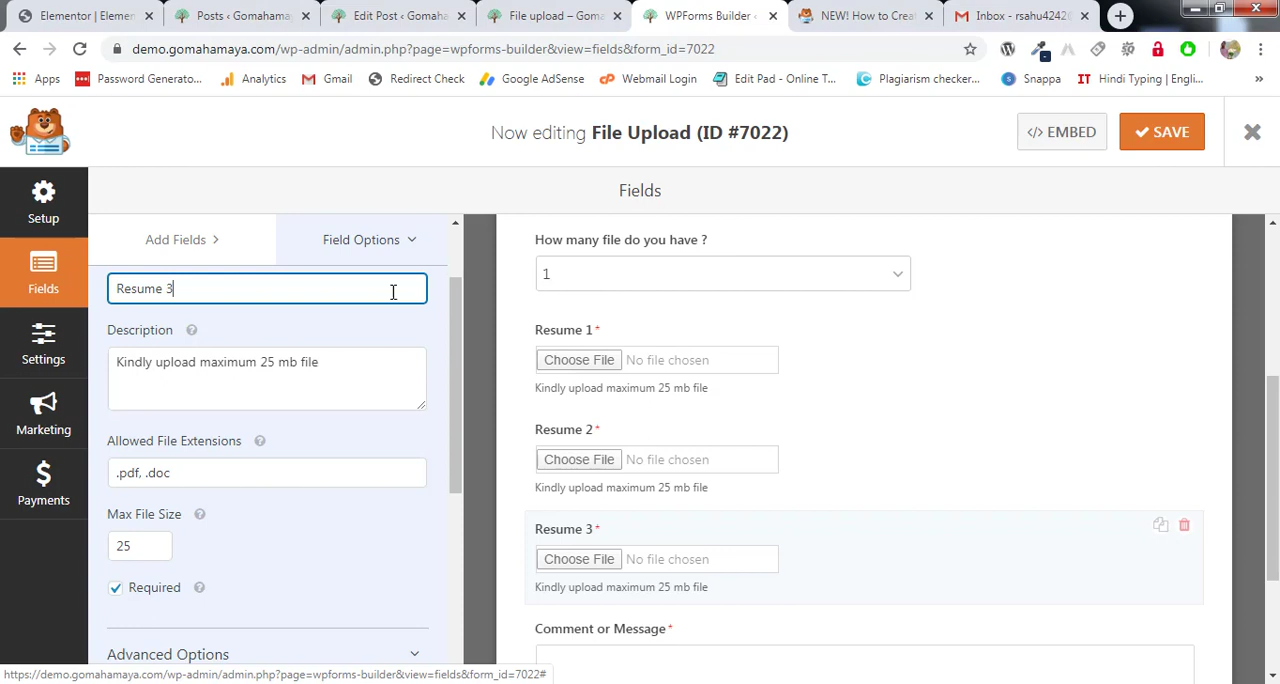 Elementor | Elemen
Posts ‹ Gomahamay
Edit Post ‹ Gomaha
File upload – Goma
WPForms Builder ‹
NEW! How to Creat
Inbox - rsahu4242
demo.gomahamaya.com/wp-admin/admin.php?page=wpforms-builder&view=fields&form_id=7022
Apps
Password Generato...
Analytics
Gmail
Redirect Check
Google AdSense
Webmail Login
Edit Pad - Online T...
Plagiarism checker...
Snappa
Hindi Typing | Engl...
»
Now editing File Upload (ID #7022)
</> EMBED
SAVE
Setup
Fields
Settings
Marketing
Payments
Fields
Add Fields
Field Options
Resume 3
Description
Kindly upload maximum 25 mb file
Allowed File Extensions
.pdf, .doc
Max File Size
25
Required
Advanced Options
How many file do you have ?
1
Resume 1*
Choose File No file chosen
Kindly upload maximum 25 mb file
Resume 2*
Choose File No file chosen
Kindly upload maximum 25 mb file
Resume 3*
Choose File No file chosen
Kindly upload maximum 25 mb file
Comment or Message*
https://demo.gomahamaya.com/wp-admin/admin.php?page=wpforms-builder&view=fields&form_id=7022#